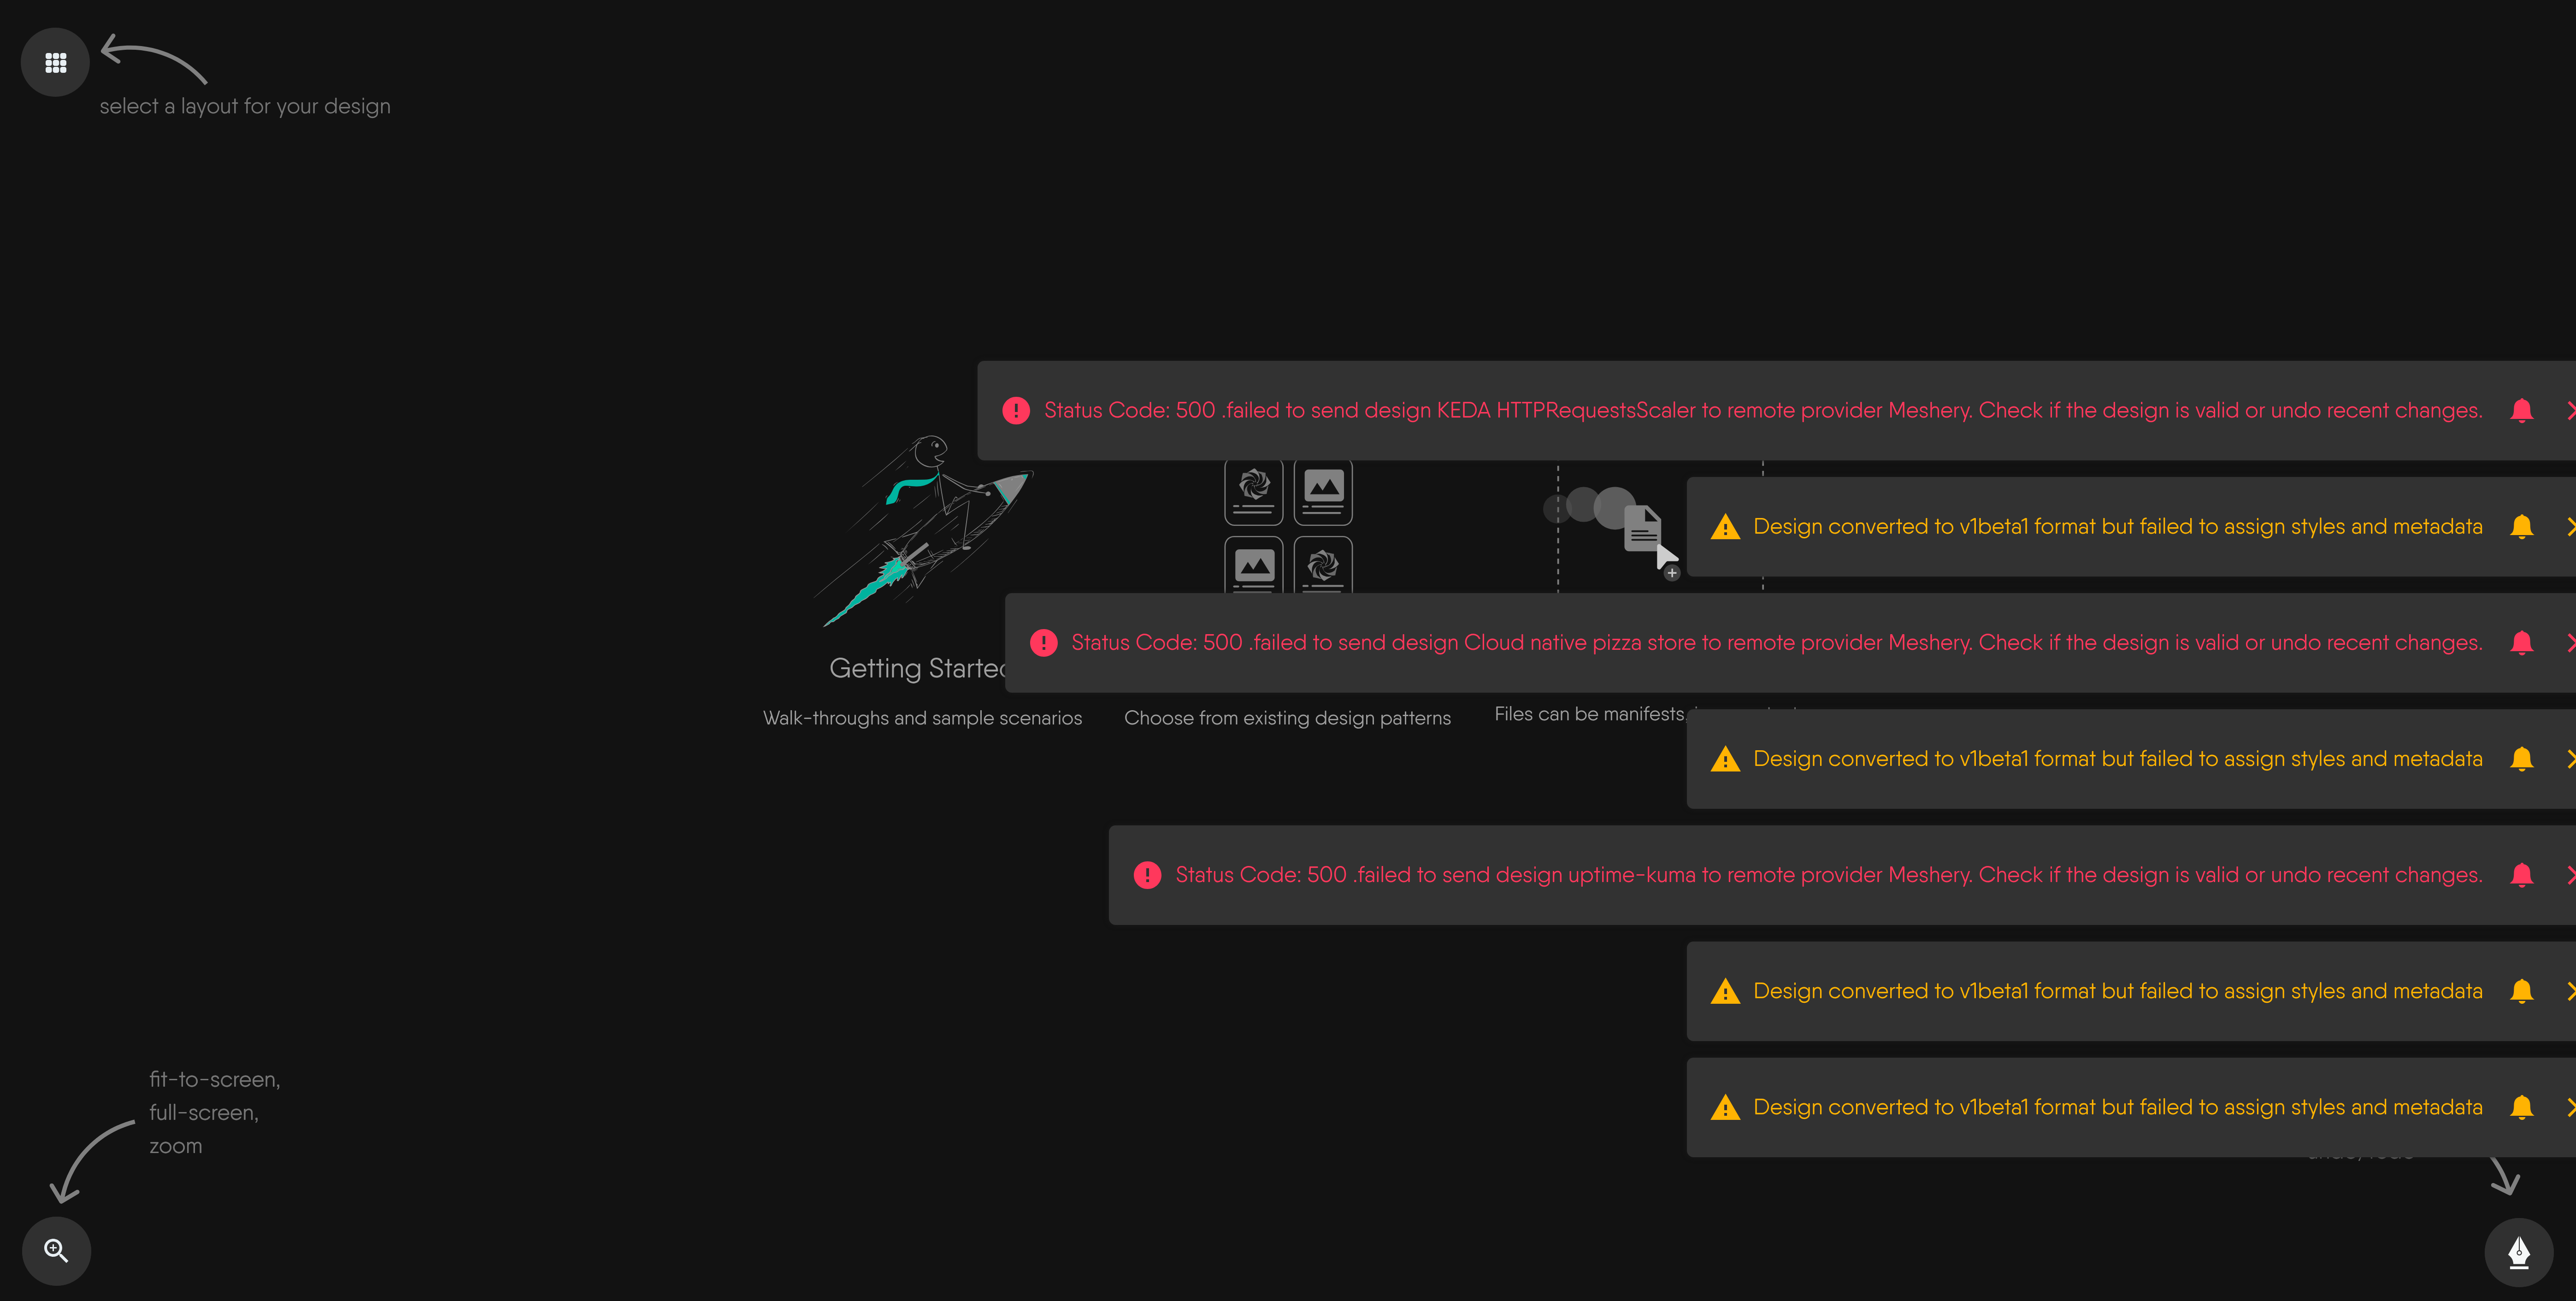 select a layout for your design
Status Code: 500 .failed to send design KEDA HTTPRequestsScaler to remote provider Meshery. Check if the design is valid or undo recent changes.
Design converted to v1beta1 format but failed to assign styles and metadata
Status Code: 500 .failed to send design Cloud native pizza store to remote provider Meshery. Check if the design is valid or undo recent changes.
Getting Started
Walk-throughs and sample scenarios
Choose from existing design patterns
Files can be manifests,
Design converted to v1beta1 format but failed to assign styles and metadata
Status Code: 500 .failed to send design uptime-kuma to remote provider Meshery. Check if the design is valid or undo recent changes.
Design converted to v1beta1 format but failed to assign styles and metadata
Design converted to v1beta1 format but failed to assign styles and metadata
fit-to-screen,
full-screen,
zoom